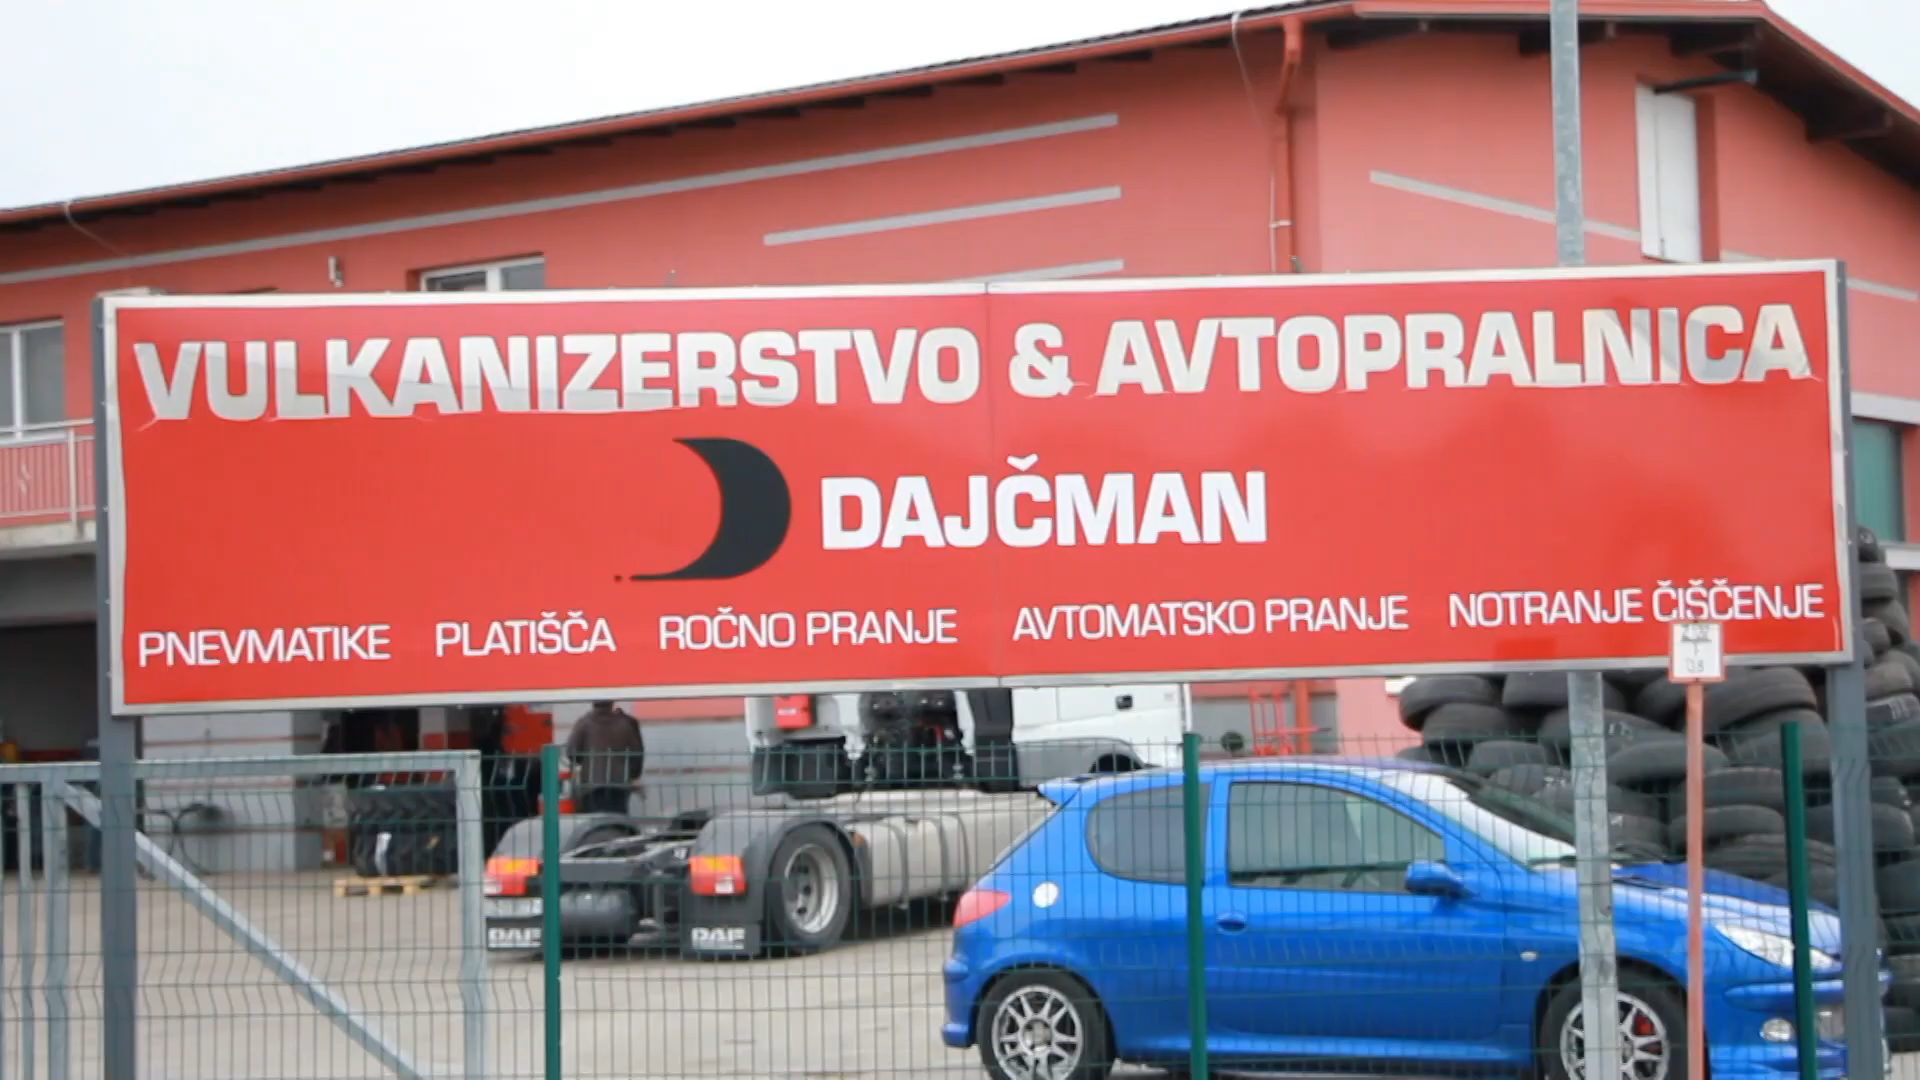 VULKANIZERSTVO & AVTOPRALNICA
DAJČMAN
PNEVMATIKE PLATIŠČA ROČNO PRANJE AVTOMATSKO PRANJE NOTRANJE ČIŠČENJE
DAF DAF